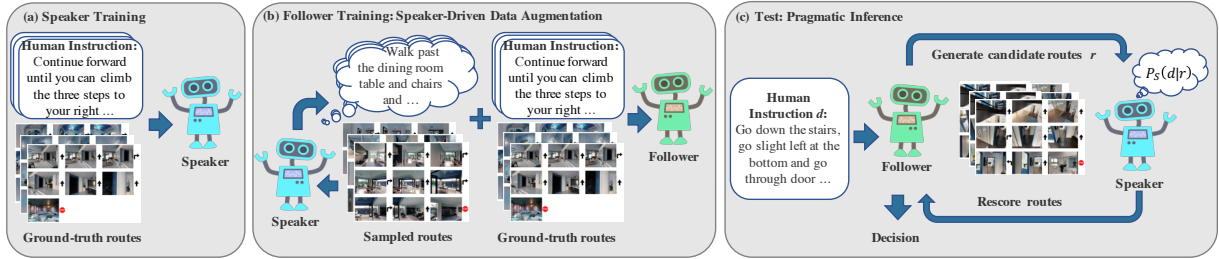 (a) Speaker Training
Human Instruction:
Continue forward
until you can climb
the three steps to
your right ...
Speaker
Ground-truth routes
(b) Follower Training: Speaker-Driven Data Augmentation
Walk past
the dining room
table and chairs
and ...
Speaker
Sampled routes
+
Human Instruction:
Continue forward
until you can climb
the three steps to
your right ...
Ground-truth routes
Follower
(c) Test: Pragmatic Inference
Human
Instruction d:
Go down the stairs,
go slight left at the
bottom and go
through door ...
Generate candidate routes r
Follower
P_S(d|r)
Speaker
Rescore routes
Decision